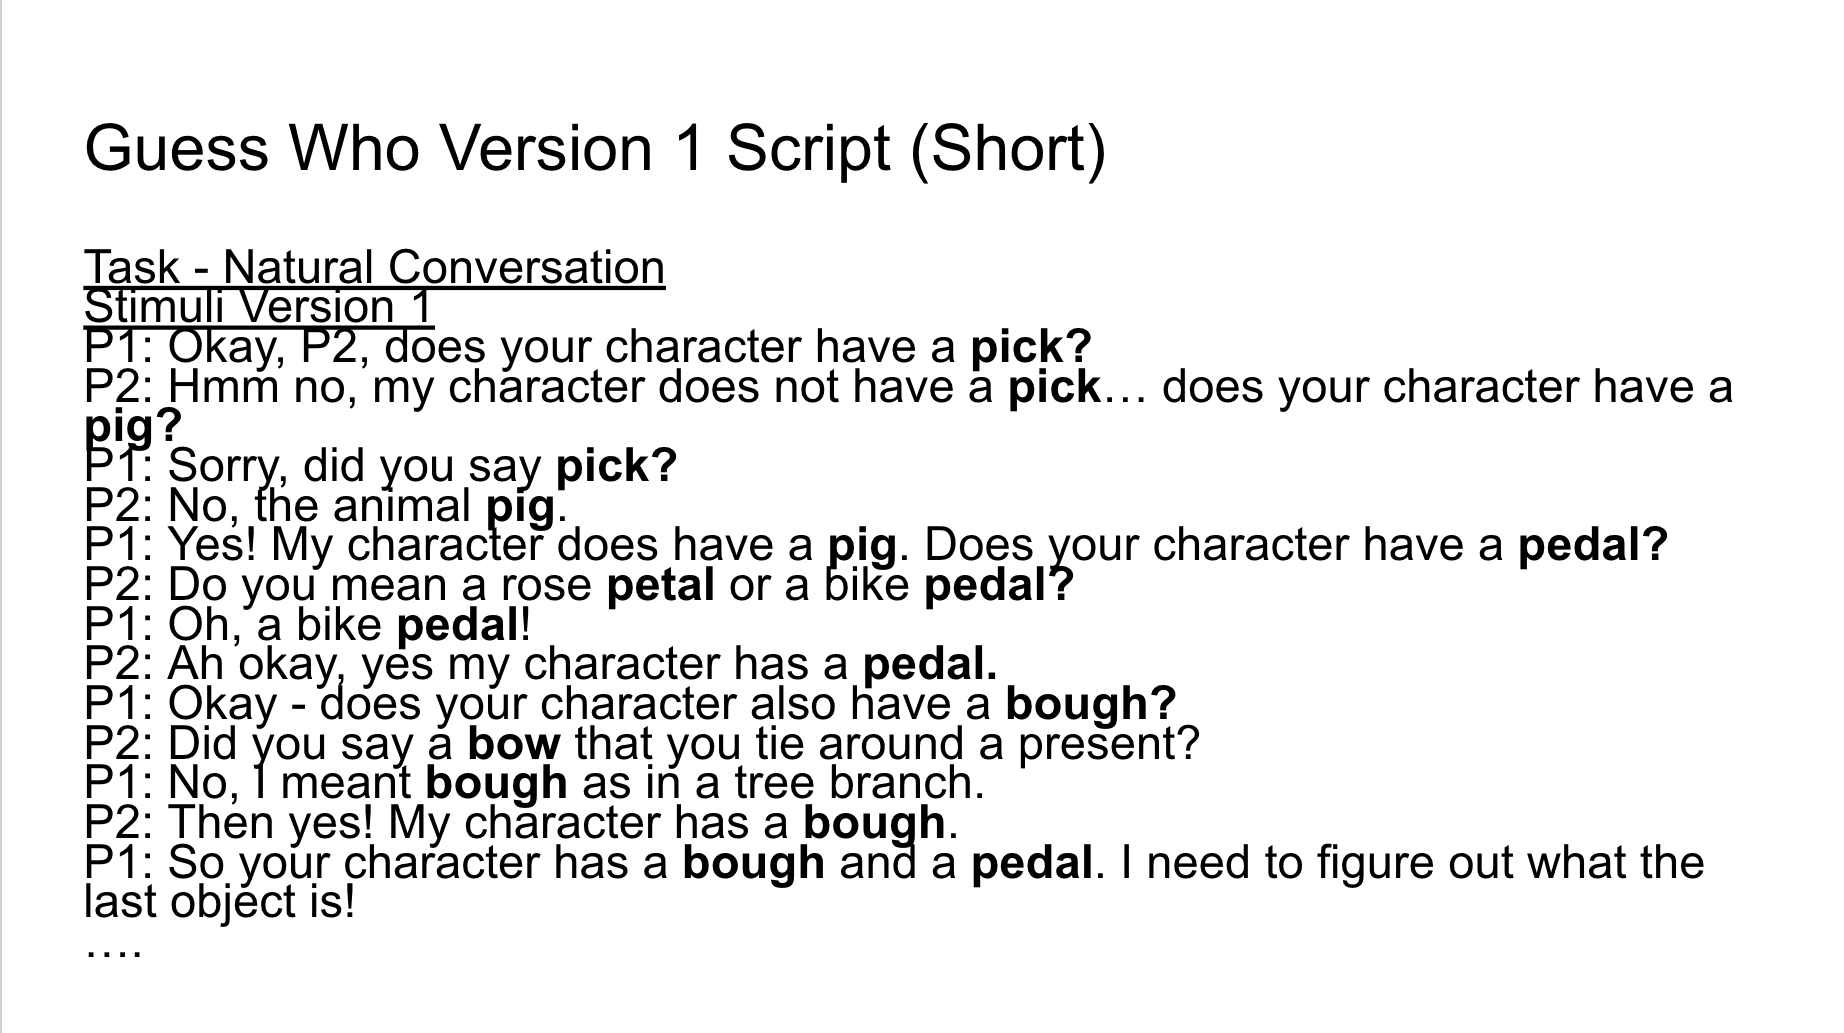 Guess Who Version 1 Script (Short)
Task - Natural Conversation
Stimuli Version 1
P1: Okay, P2, does your character have a pick?
P2: Hmm no, my character does not have a pick… does your character have a
pig?
P1: Sorry, did you say pick?
P2: No, the animal pig.
P1: Yes! My character does have a pig. Does your character have a pedal?
P2: Do you mean a rose petal or a bike pedal?
P1: Oh, a bike pedal!
P2: Ah okay, yes my character has a pedal.
P1: Okay - does your character also have a bough?
P2: Did you say a bow that you tie around a present?
P1: No, I meant bough as in a tree branch.
P2: Then yes! My character has a bough.
P1: So your character has a bough and a pedal. I need to figure out what the
last object is!
….